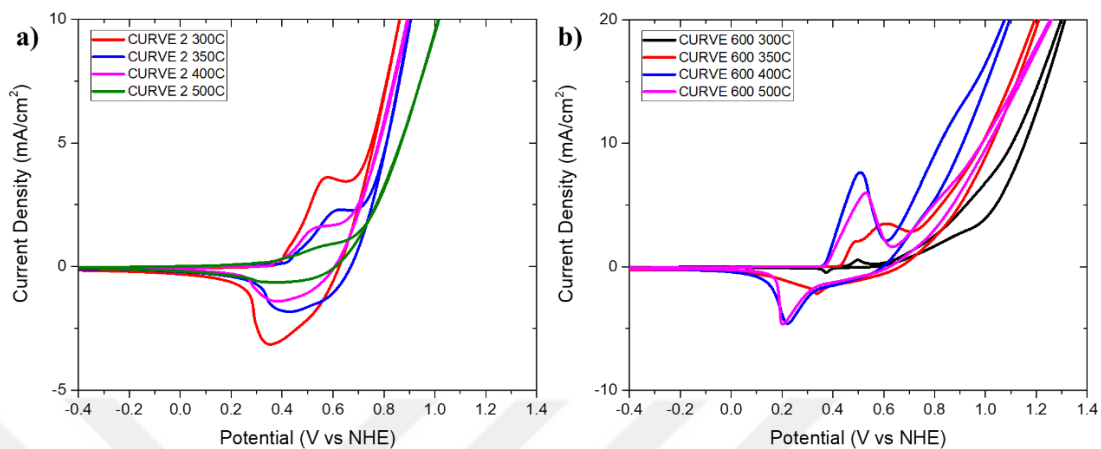 a)
CURVE 2 300C
CURVE 2 350C
CURVE 2 400C
CURVE 2 500C
10
5
0
-5
Current Density (mA/cm²)
-0.4 0.0 0.2 0.4 0.6 0.8 1.0 1.2 1.4
Potential (V vs NHE)
b)
CURVE 600 300C
CURVE 600 350C
CURVE 600 400C
CURVE 600 500C
20
10
0
-10
Current Density (mA/cm²)
-0.4 -0.2 0.0 0.2 0.4 0.6 0.8 1.0 1.2 1.4
Potential (V vs NHE)